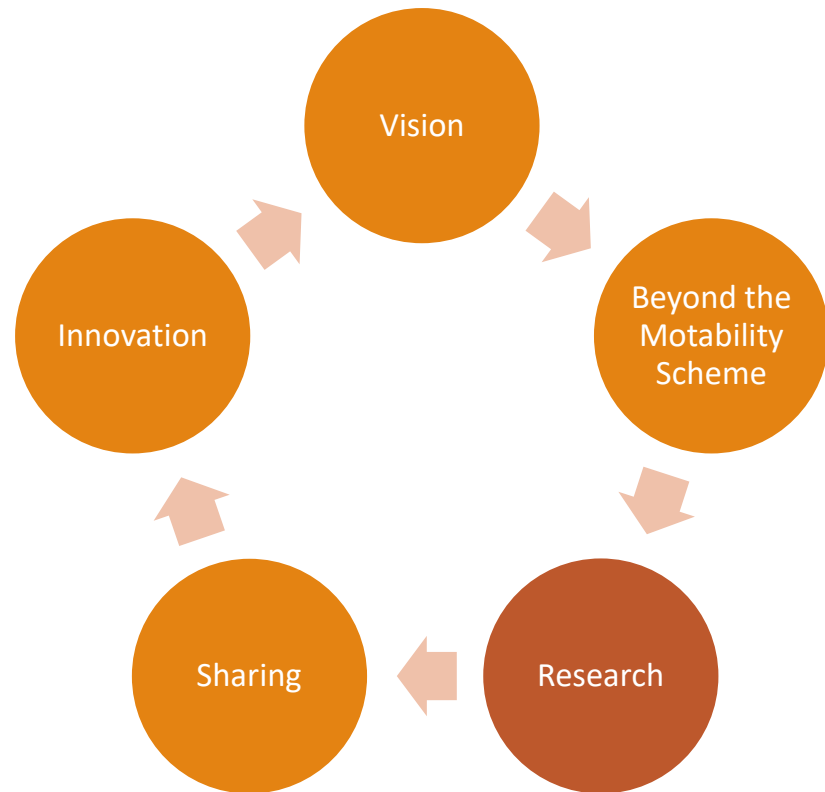 Vision
Beyond the
Motability
Scheme
Research
Sharing
Innovation